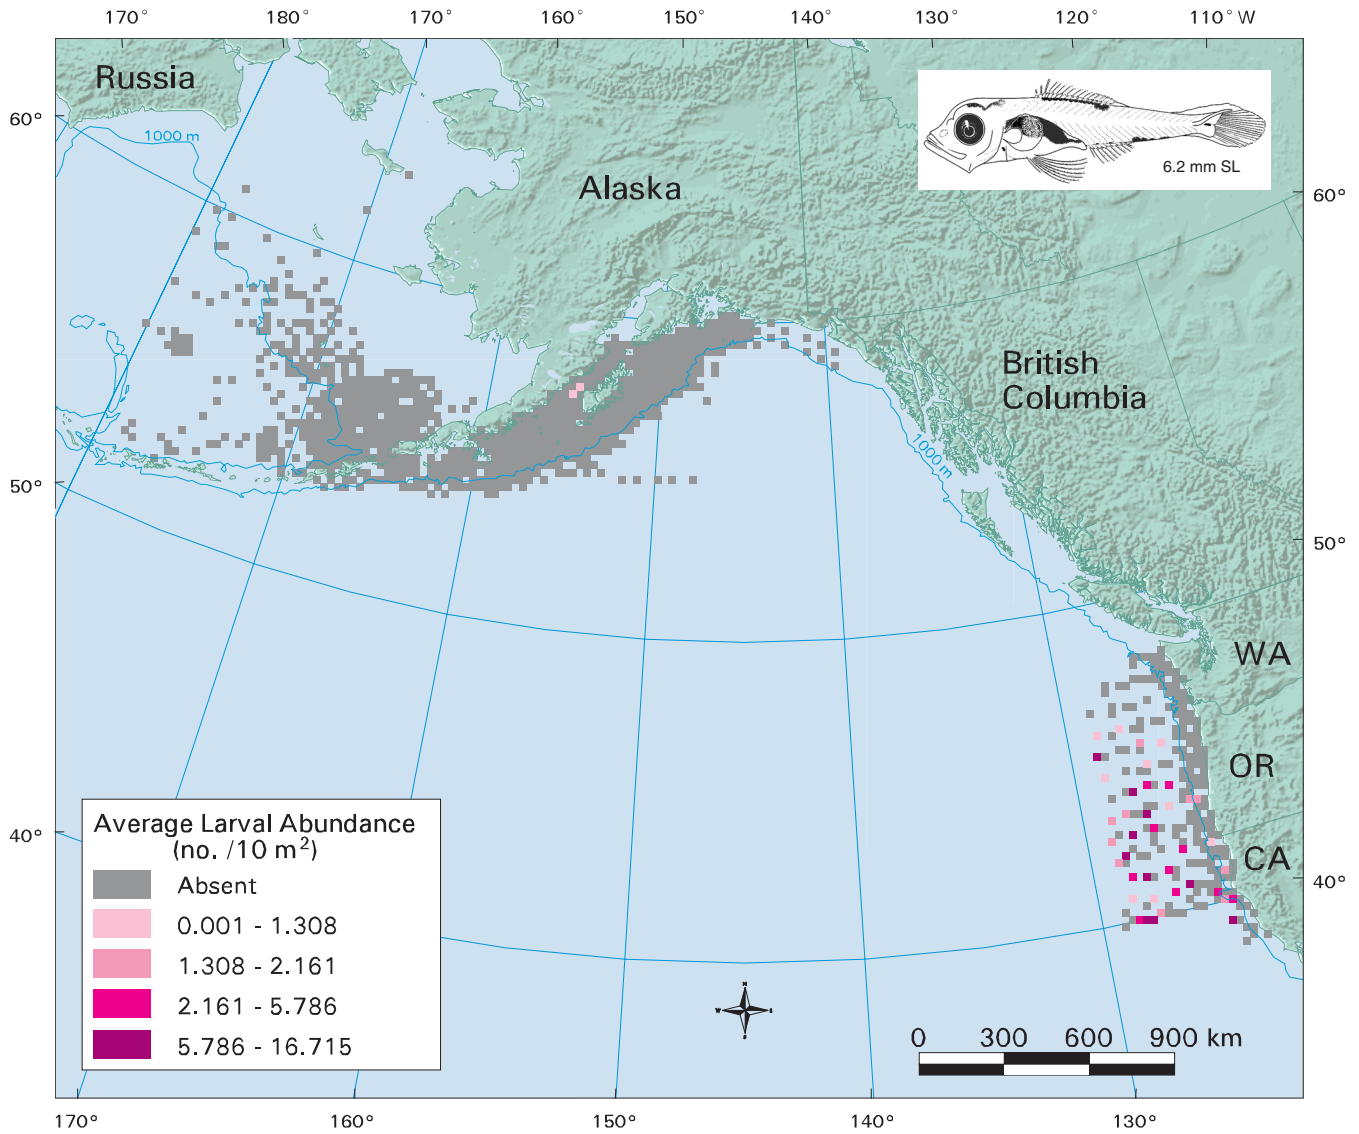 170° 180° 170° 160° 150° 140° 130° 120° 110° W
Russia
60°
1000 m
Alaska
6.2 mm SL
60°
British
Columbia
1000 m
50°
50°
WA
OR
CA
40°
40°
Average Larval Abundance
(no. /10 m²)
Absent
0.001 - 1.308
1.308 - 2.161
2.161 - 5.786
5.786 - 16.715
N
W
S
0 300 600 900 km
170° 160° 150° 140° 130°